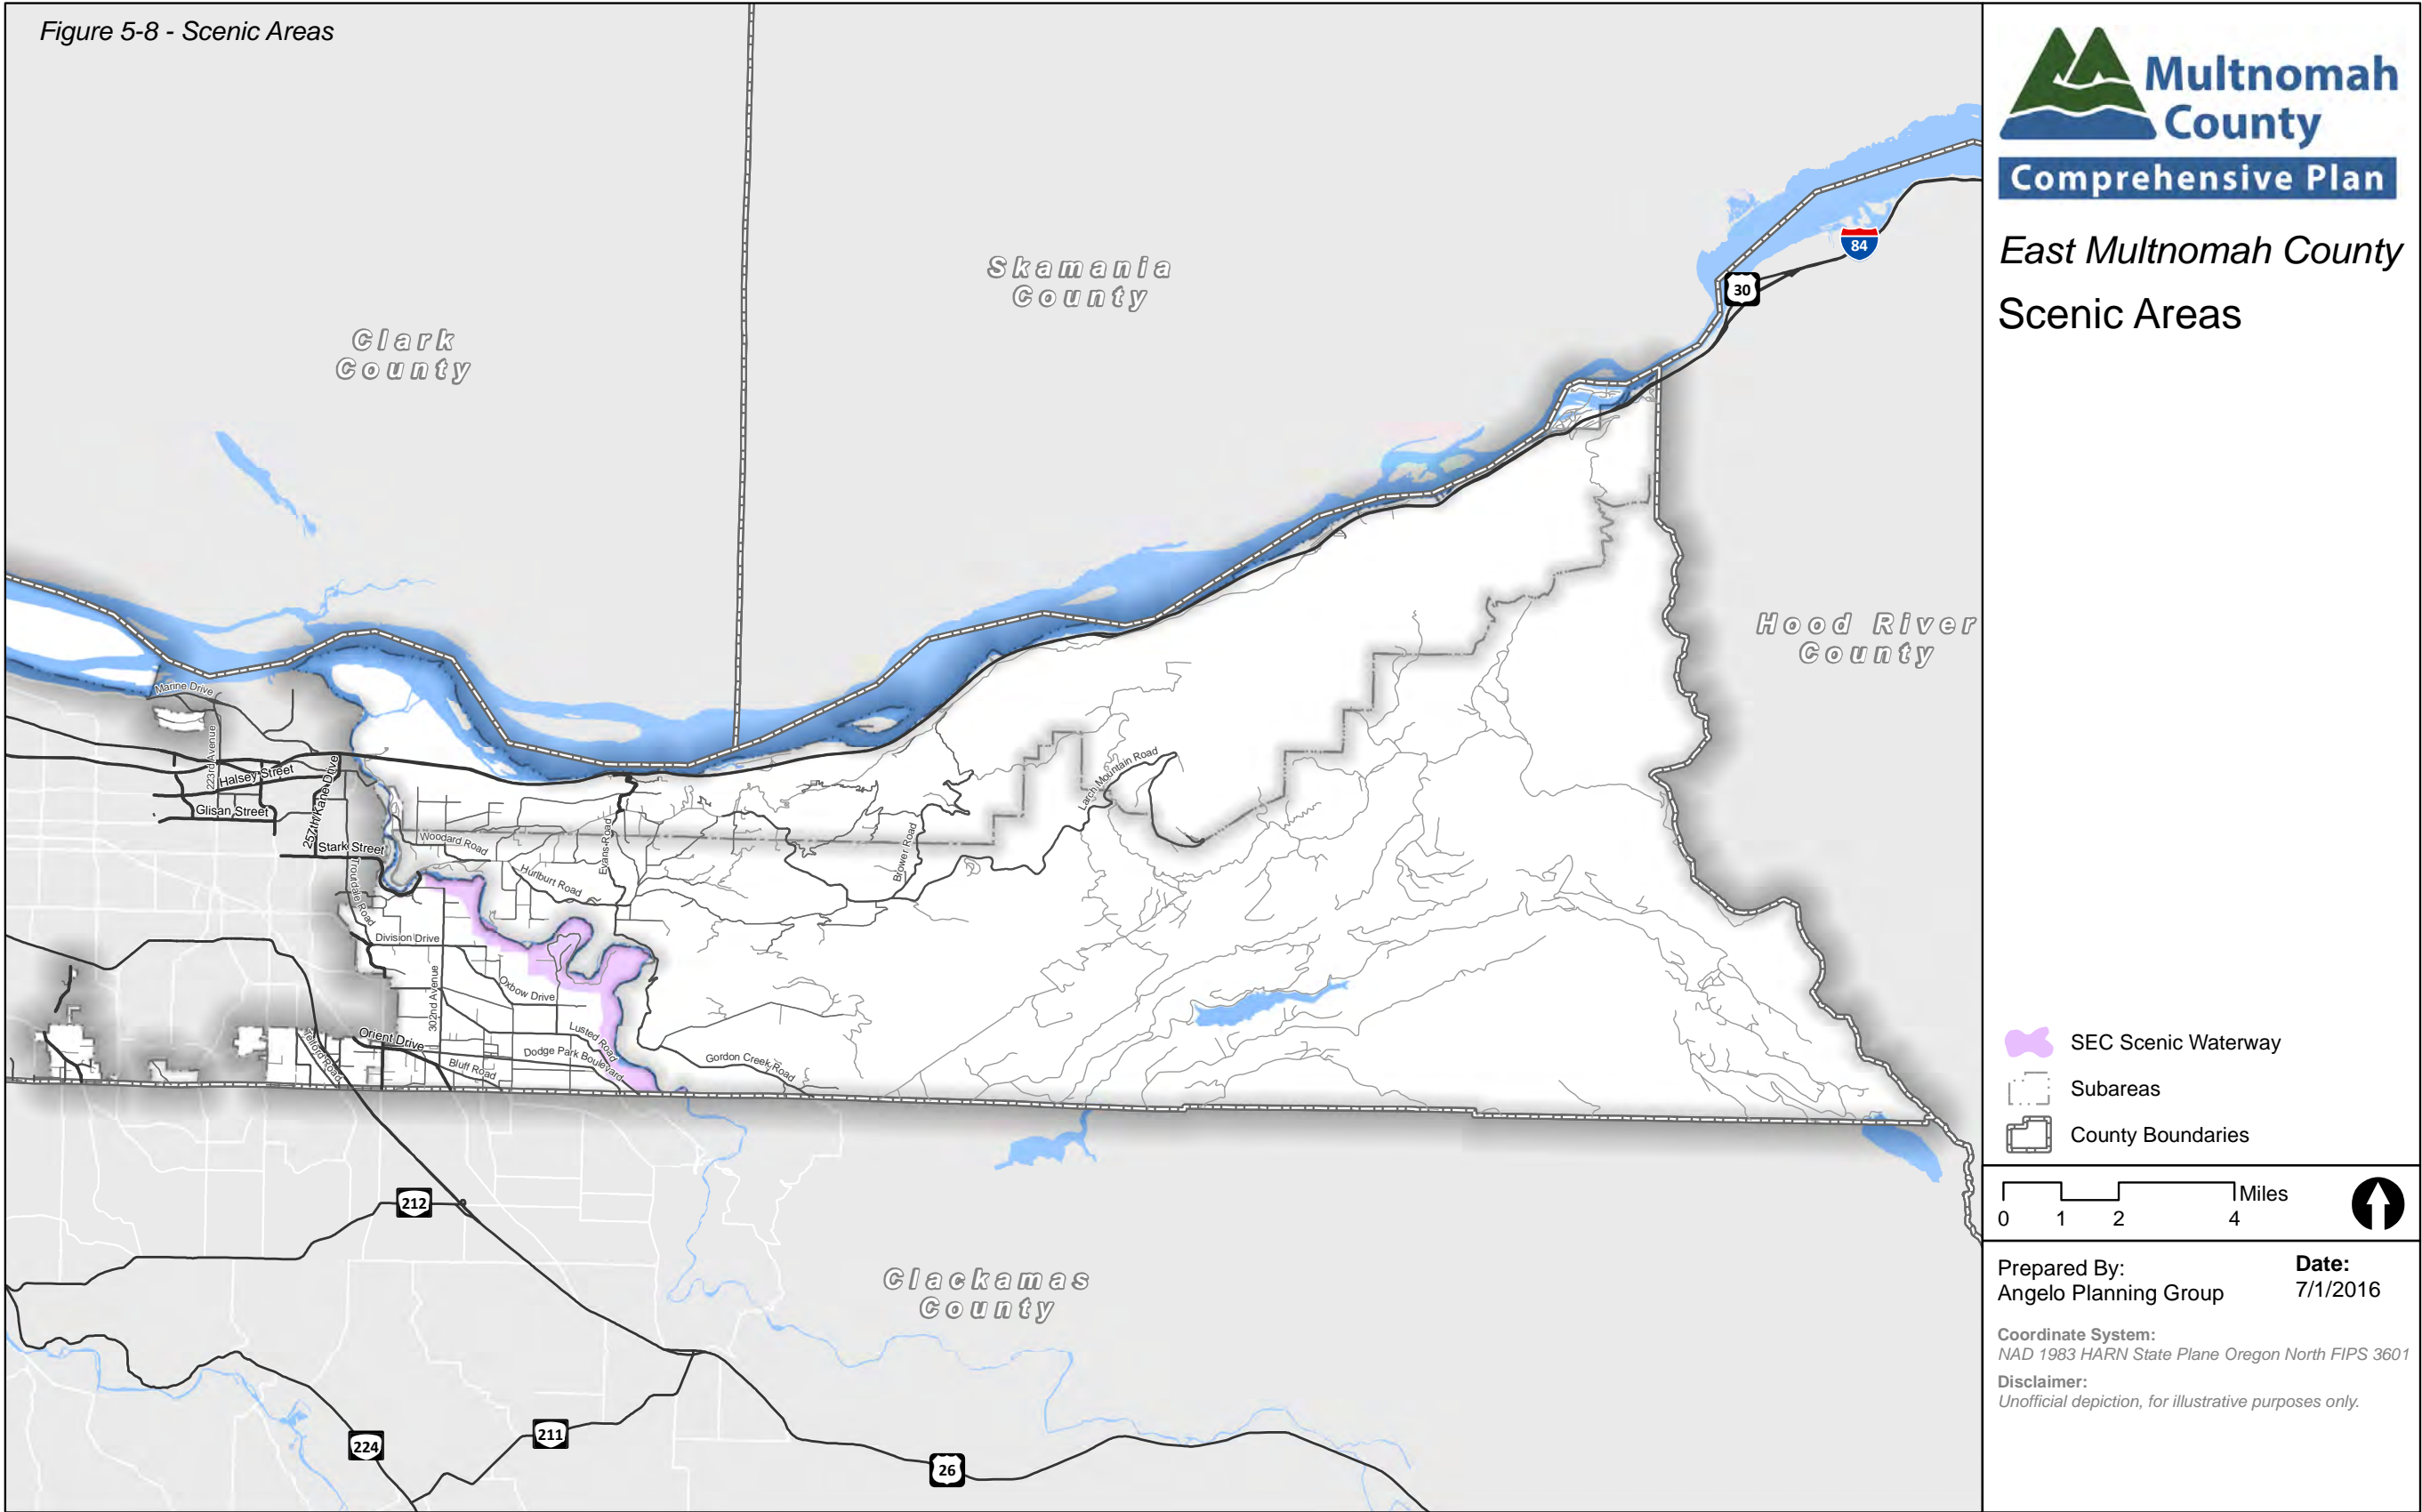 Figure 5-8 - Scenic Areas
Multnomah
County
Comprehensive Plan
East Multnomah County
Scenic Areas
Skamania
County
84
30
Clark
County
Hood River
County
Marine Drive
223rd Avenue
Halsey Street
257th/Kane Drive
Glisan Street
Stark Street
Troutdale Road
Woodard Road
Evans Road
Hurlburt Road
Brower Road
Larch Mountain Road
Division Drive
302nd Avenue
Oxbow Drive
Lusted Road
Orient Drive
Telford Road
Bluff Road
Dodge Park Boulevard
Gordon Creek Road
212
Clackamas
County
224
211
26
SEC Scenic Waterway
Subareas
County Boundaries
Miles
0 1 2 4
Prepared By:
Angelo Planning Group
Date:
7/1/2016
Coordinate System:
NAD 1983 HARN State Plane Oregon North FIPS 3601
Disclaimer:
Unofficial depiction, for illustrative purposes only.